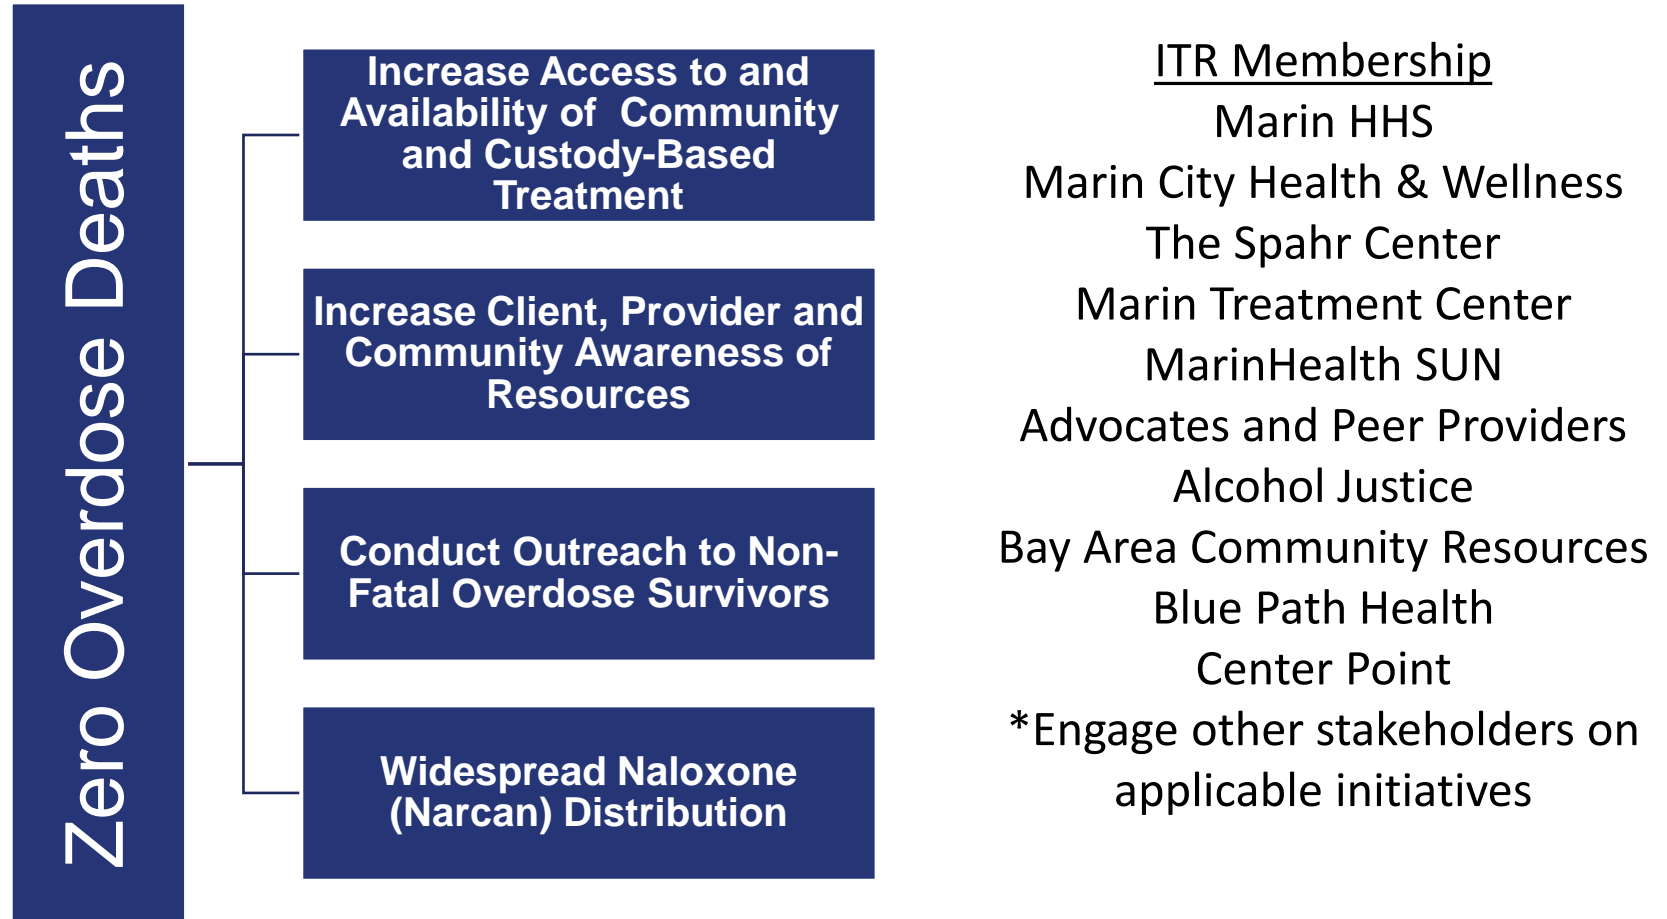 Zero Overdose Deaths
Increase Access to and
Availability of  Community
and Custody-Based
Treatment
Increase Client, Provider and
Community Awareness of
Resources
Conduct Outreach to Non-
Fatal Overdose Survivors
Widespread Naloxone
(Narcan) Distribution
ITR Membership
Marin HHS
Marin City Health & Wellness
The Spahr Center
Marin Treatment Center
MarinHealth SUN
Advocates and Peer Providers
Alcohol Justice
Bay Area Community Resources
Blue Path Health
Center Point
*Engage other stakeholders on
applicable initiatives